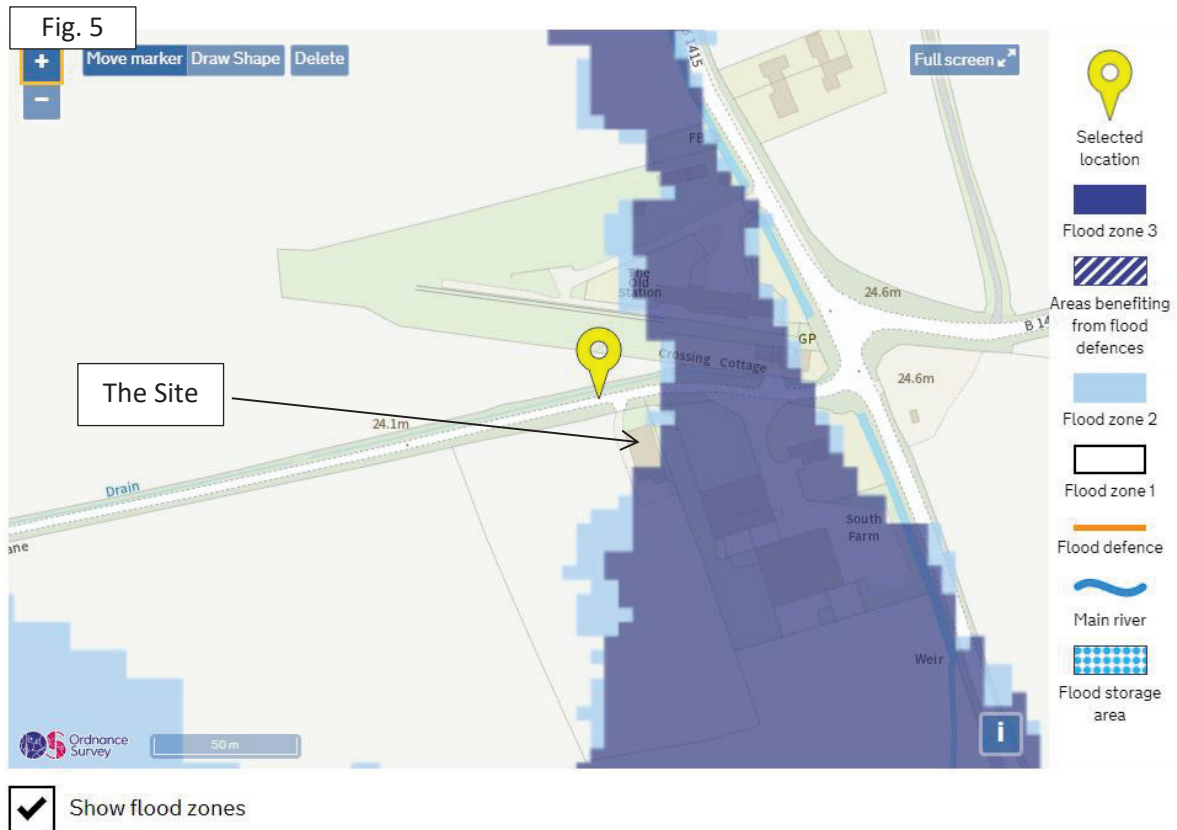 Fig. 5
+
Move marker
Draw Shape
Delete
Full screen
−
B 1415
FB
The
Old
Station
24.6m
B 14
GP
Crossing Cottage
24.6m
The Site
24.1m
Drain
ane
South
Farm
Weir
Ordnance
Survey
50 m
i
Selected
location
Flood zone 3
Areas benefiting
from flood
defences
Flood zone 2
Flood zone 1
Flood defence
Main river
Flood storage
area
Show flood zones